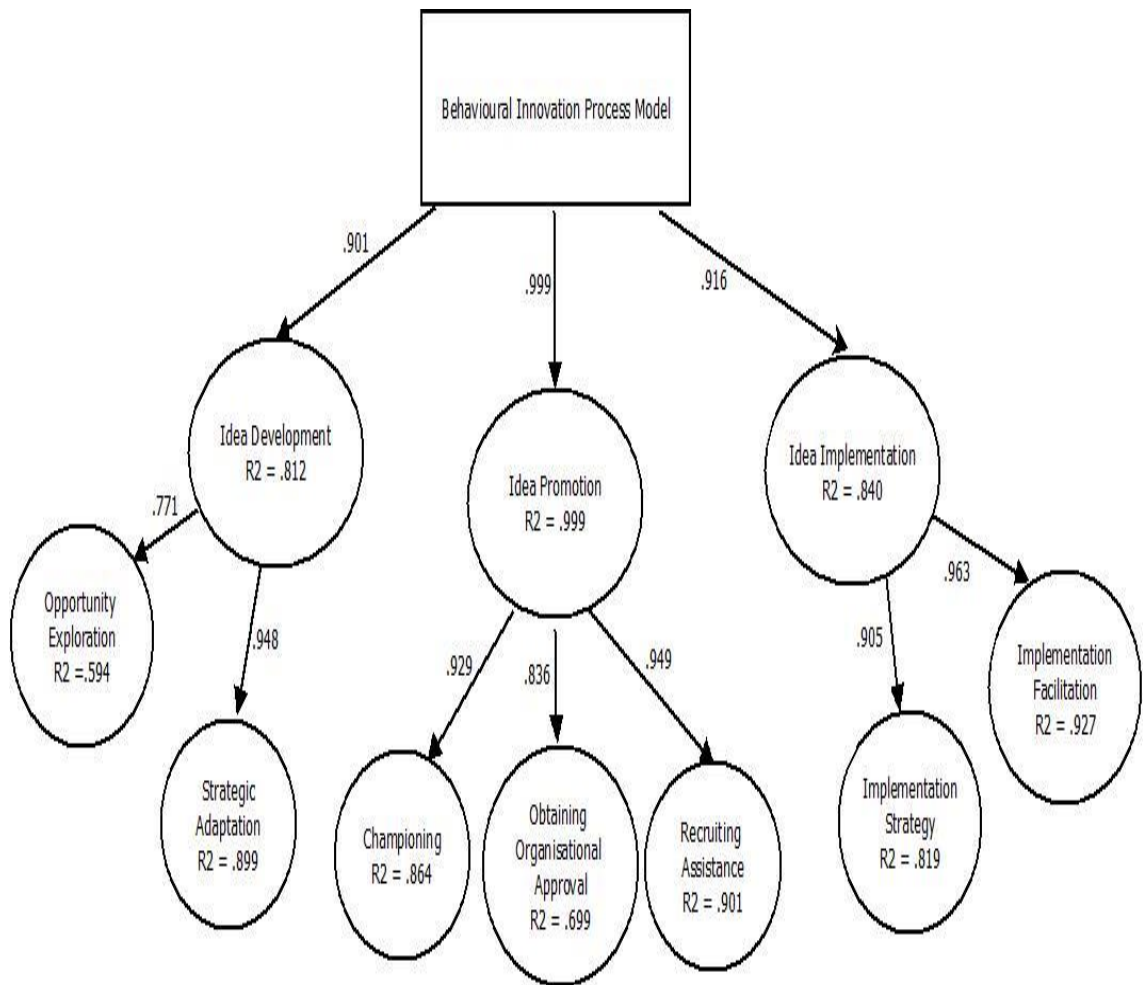 Behavioural Innovation Process Model
.901
.999
.916
Idea Development
R2 = .812
Idea Promotion
R2 = .999
Idea Implementation
R2 = .840
.771
.948
.929
.836
.949
.905
.963
Opportunity
Exploration
R2 =.594
Strategic
Adaptation
R2 = .899
Championing
R2 = .864
Obtaining
Organisational
Approval
R2 = .699
Recruiting
Assistance
R2 = .901
Implementation
Strategy
R2 = .819
Implementation
Facilitation
R2 = .927